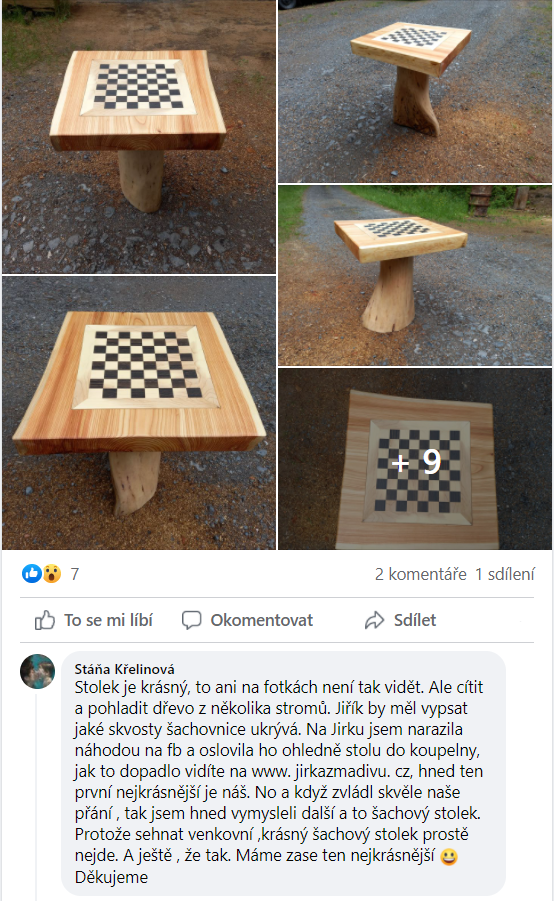 + 9
7
2 komentáře 1 sdílení
To se mi líbí
Okomentovat
Sdílet
Stáňa Křelinová
Stolek je krásný, to ani na fotkách není tak vidět. Ale cítit
a pohladit dřevo z několika stromů. Jiřík by měl vypsat
jaké skvosty šachovnice ukrývá. Na Jirku jsem narazila
náhodou na fb a oslovila ho ohledně stolu do koupelny,
jak to dopadlo vidíte na www. jirkazmadivu. cz, hned ten
první nejkrásnější je náš. No a když zvládl skvěle naše
přání , tak jsem hned vymysleli další a to šachový stolek.
Protože sehnat venkovní ,krásný šachový stolek prostě
nejde. A ještě , že tak. Máme zase ten nejkrásnější 😀
Děkujeme